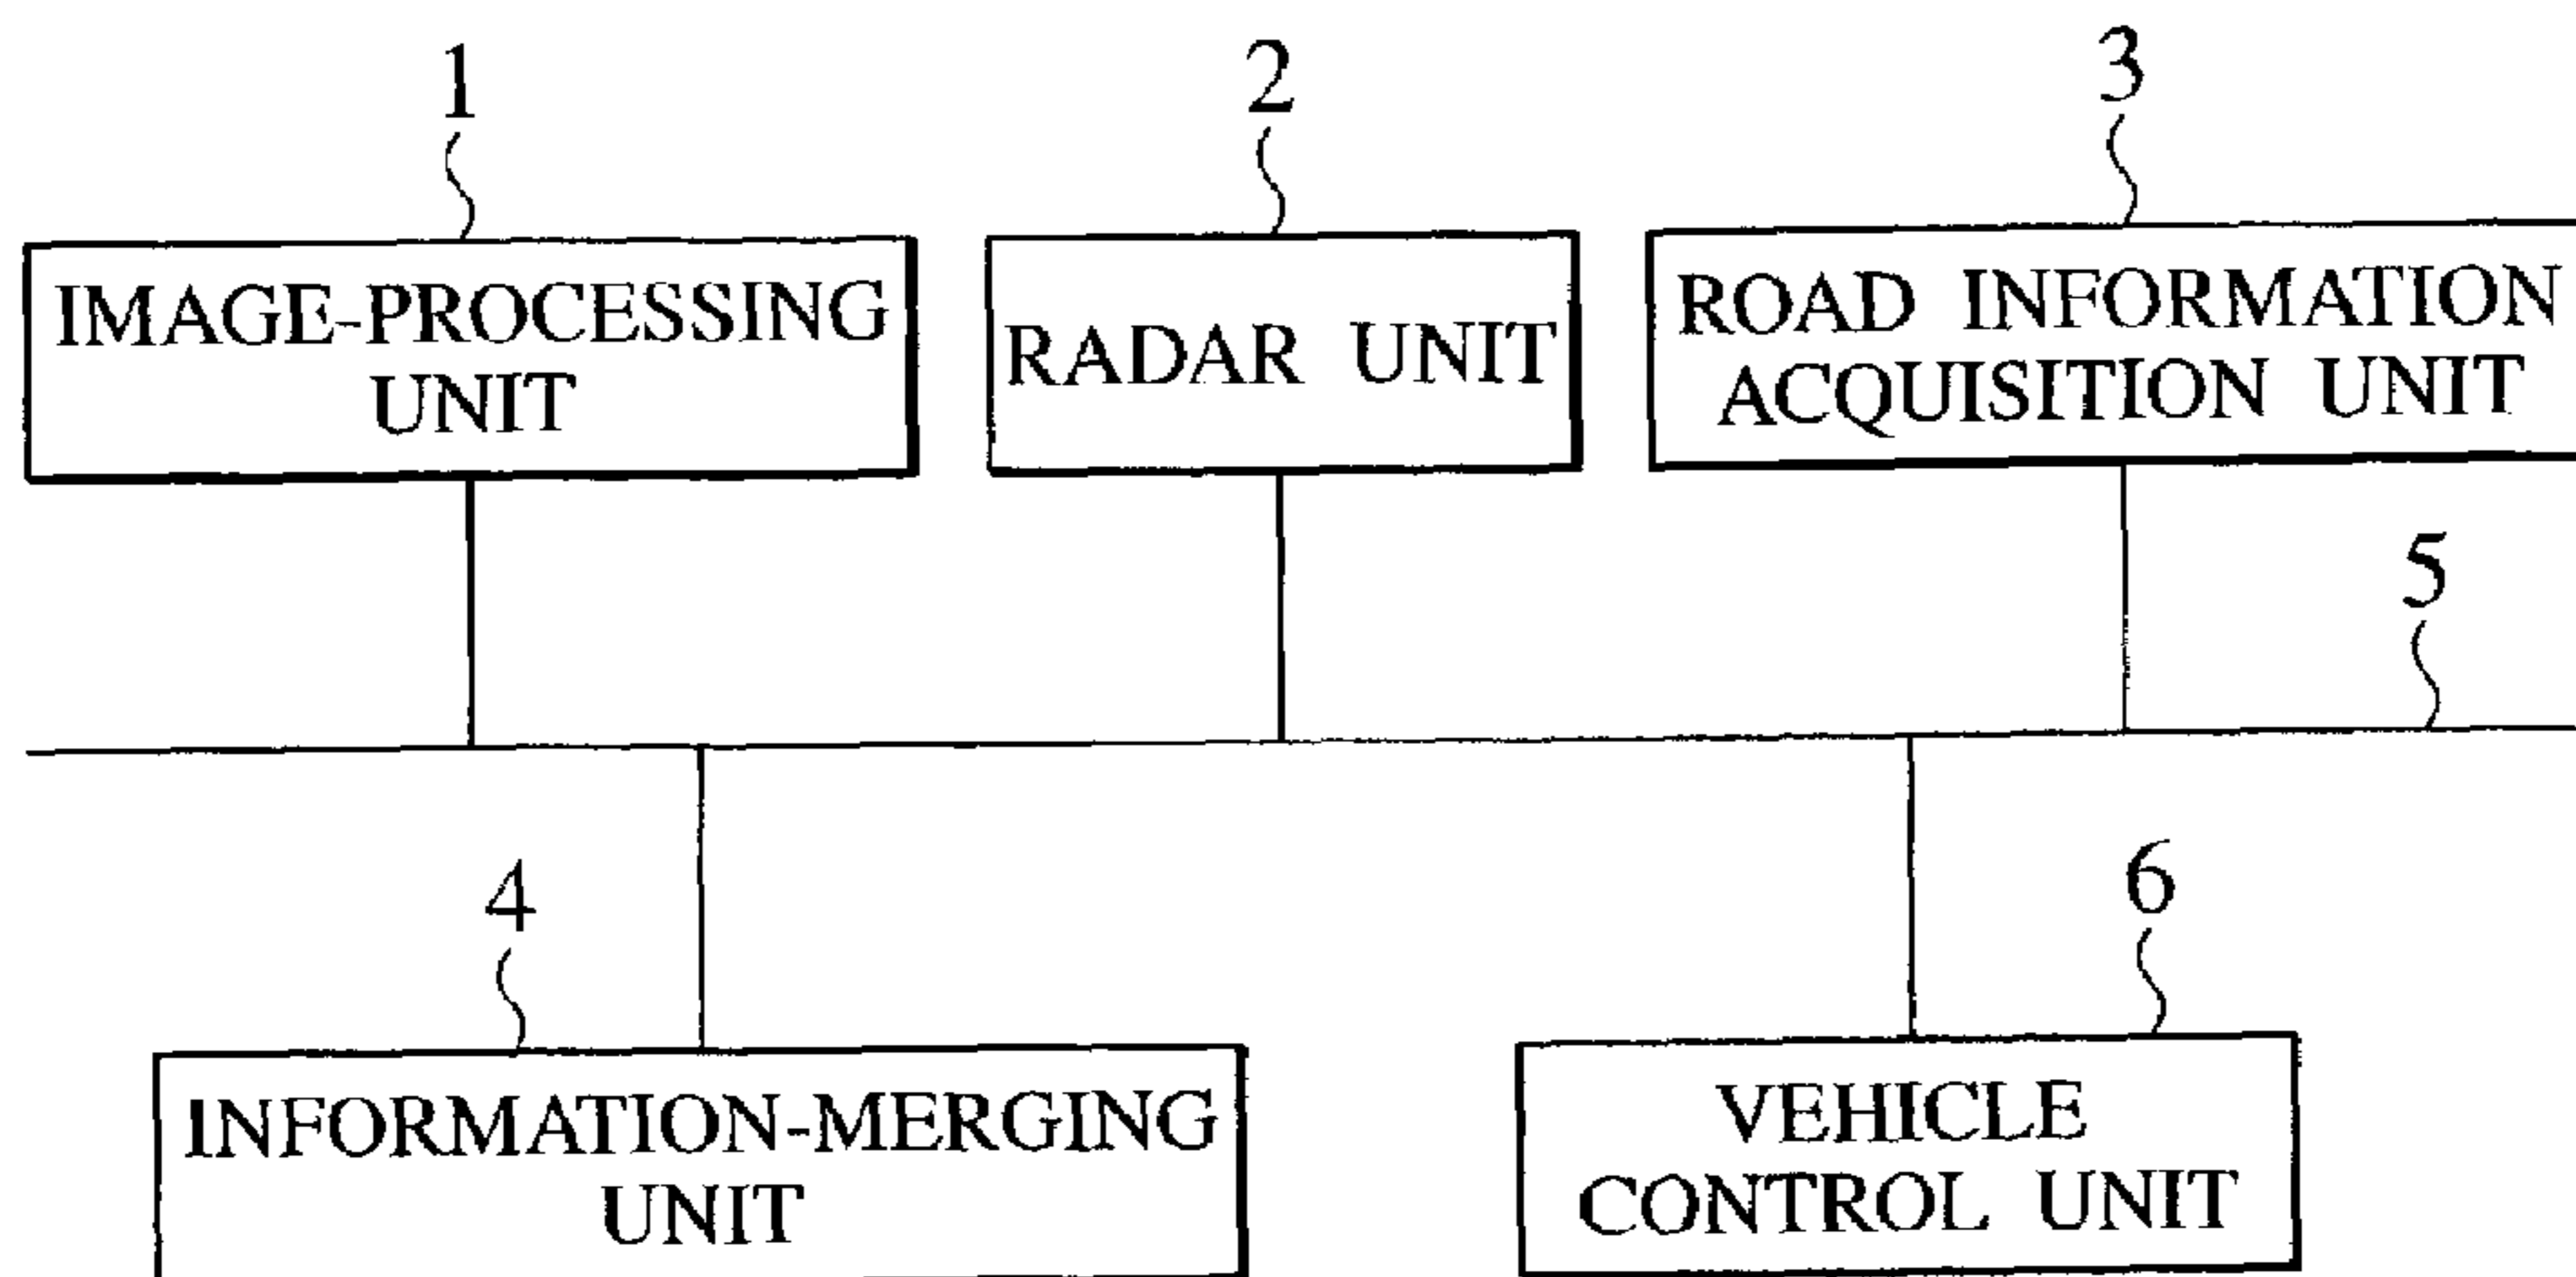 1
2
3
IMAGE-PROCESSING
UNIT
RADAR UNIT
ROAD INFORMATION
ACQUISITION UNIT
5
4
6
INFORMATION-MERGING
UNIT
VEHICLE
CONTROL UNIT